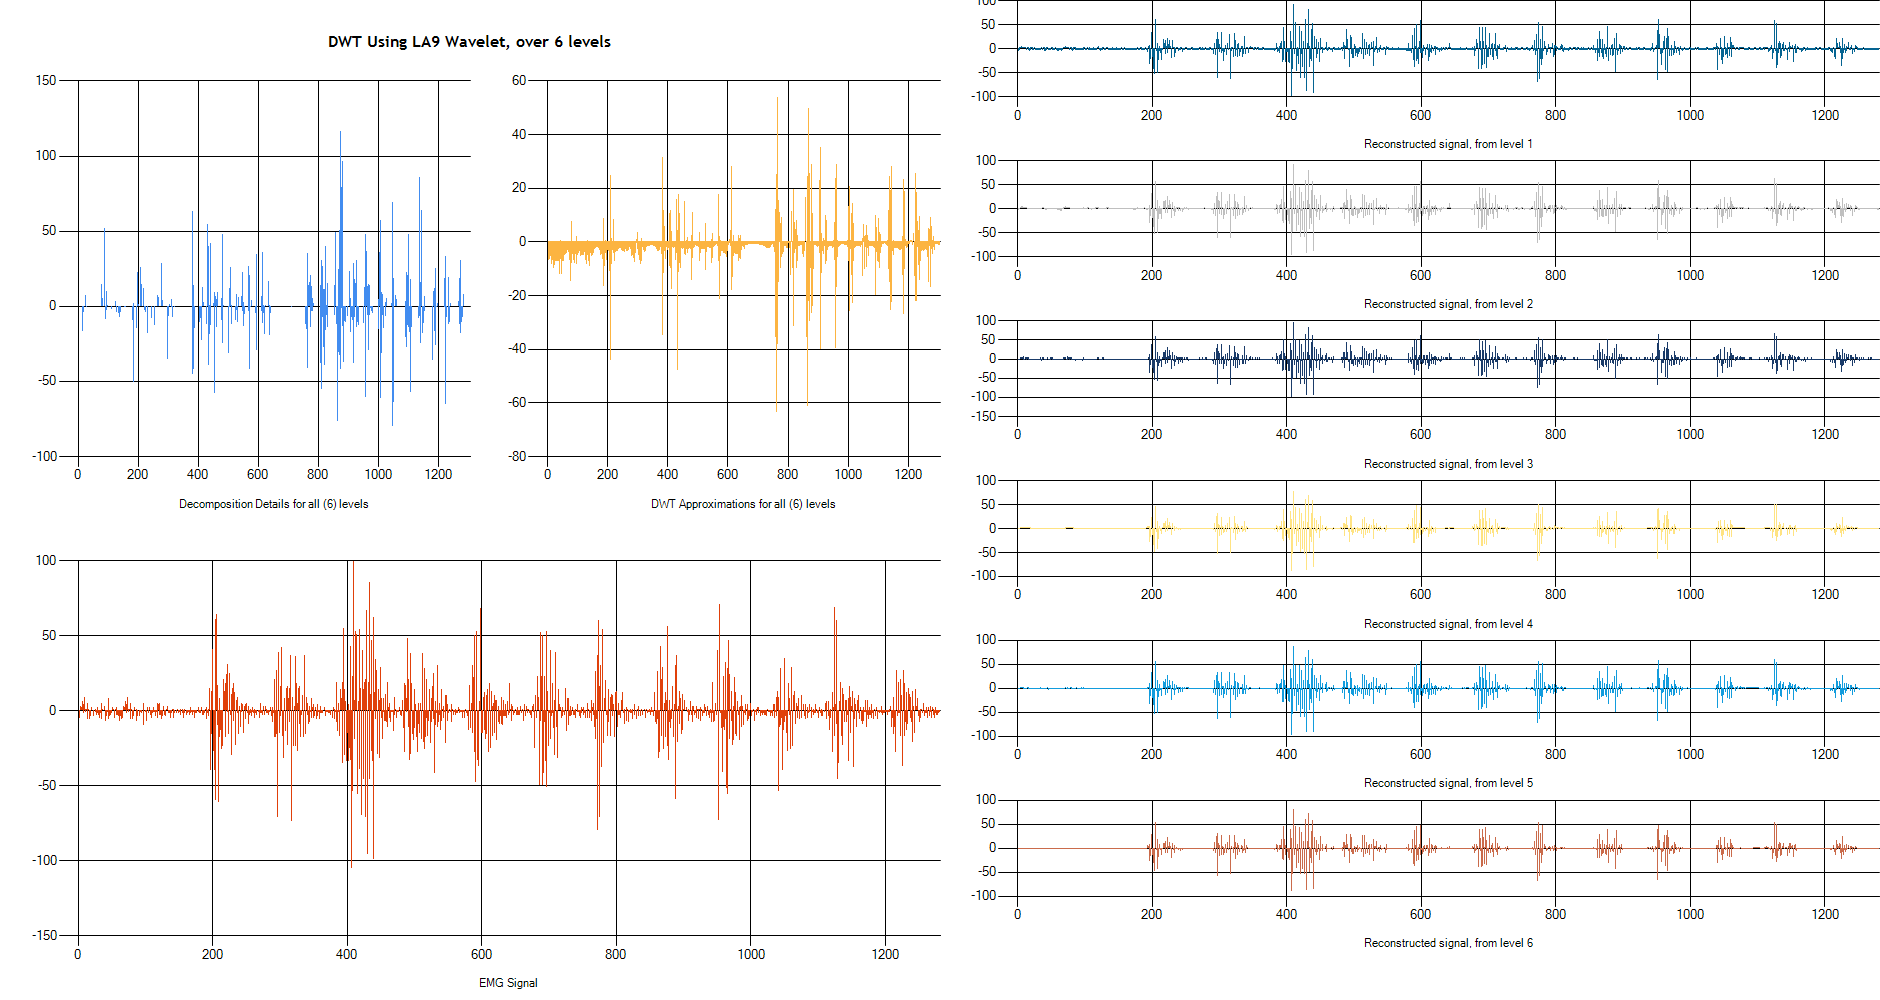 DWT Using LA9 Wavelet, over 6 levels
150
100
50
0
-50
-100
0 200 400 600 800 1000 1200
Decomposition Details for all (6) levels
60
40
20
0
-20
-40
-60
-80
0 200 400 600 800 1000 1200
DWT Approximations for all (6) levels
100
50
0
-50
-100
-150
0 200 400 600 800 1000 1200
EMG Signal
100
50
0
-50
-100
0 200 400 600 800 1000 1200
Reconstructed signal, from level 1
100
50
0
-50
-100
0 200 400 600 800 1000 1200
Reconstructed signal, from level 2
100
50
0
-50
-100
-150
0 200 400 600 800 1000 1200
Reconstructed signal, from level 3
100
50
0
-50
-100
0 200 400 600 800 1000 1200
Reconstructed signal, from level 4
100
50
0
-50
-100
0 200 400 600 800 1000 1200
Reconstructed signal, from level 5
100
50
0
-50
-100
0 200 400 600 800 1000 1200
Reconstructed signal, from level 6